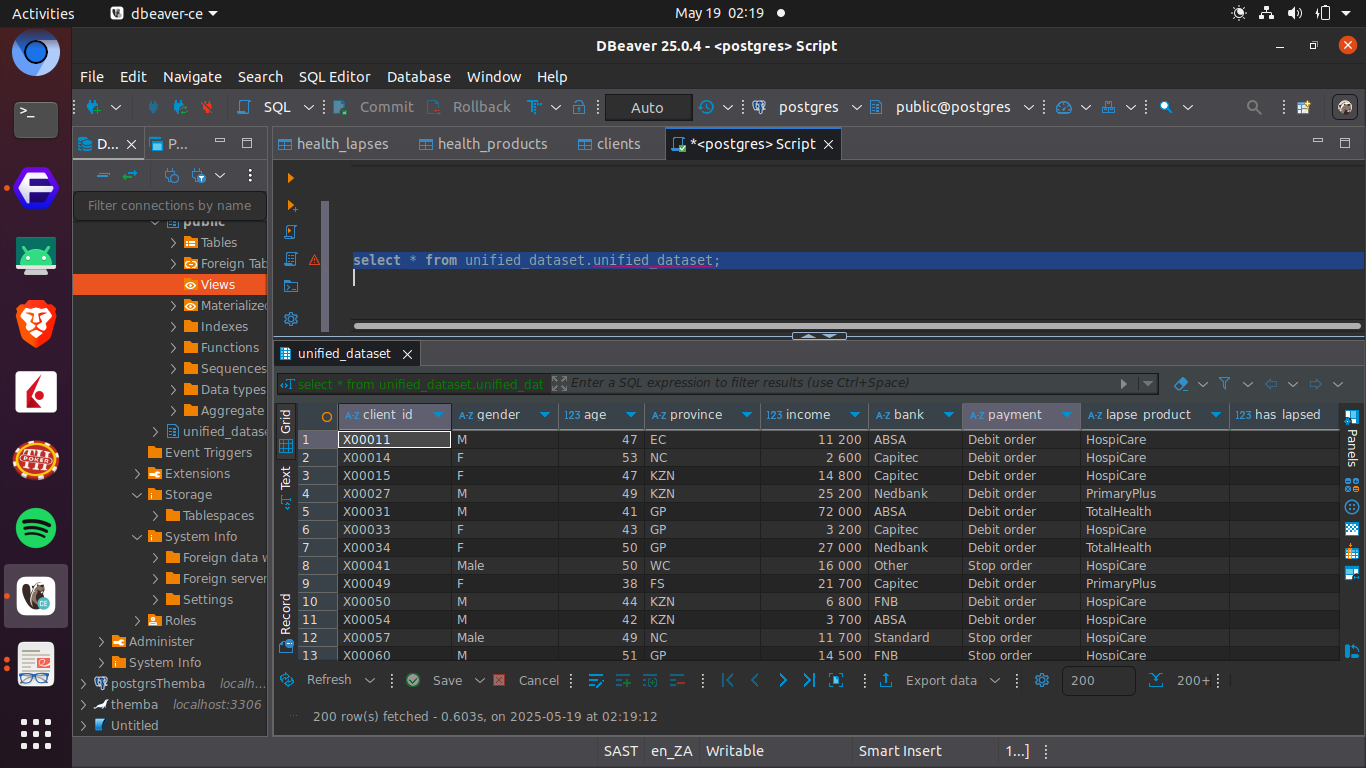 Activities dbeaver-ce May 19 02:19
DBeaver 25.0.4 - <postgres> Script
File Edit Navigate Search SQL Editor Database Window Help
SQL Commit Rollback Auto postgres public@postgres
D... P...
Filter connections by name
public
Tables
Foreign Tab
Views
Materialized
Indexes
Functions
Sequences
Data types
Aggregate
unified_datase
Event Triggers
Extensions
Storage
Tablespaces
System Info
Foreign data w
Foreign server
Settings
Roles
Administer
System Info
postgrsThemba localh...
themba localhost:3306
Untitled
health_lapses health_products clients *<postgres> Script
select * from unified_dataset.unified_dataset;
unified_dataset
select * from unified_dataset.unified_dat Enter a SQL expression to filter results (use Ctrl+Space)
Grid
Text
Record
Panels
A-Z client_id A-Z gender 123 age A-Z province 123 income A-Z bank A-Z payment A-Z lapse_product 123 has_lapsed
1 X00011 M 47 EC 11 200 ABSA Debit order HospiCare
2 X00014 F 53 NC 2 600 Capitec Debit order HospiCare
3 X00015 F 47 KZN 14 800 Capitec Debit order HospiCare
4 X00027 M 49 KZN 25 200 Nedbank Debit order PrimaryPlus
5 X00031 M 41 GP 72 000 ABSA Debit order TotalHealth
6 X00033 F 43 GP 3 200 Capitec Debit order HospiCare
7 X00034 F 50 GP 27 000 Nedbank Debit order TotalHealth
8 X00041 Male 50 WC 16 000 Other Stop order HospiCare
9 X00049 F 38 FS 21 700 Capitec Debit order PrimaryPlus
10 X00050 M 44 KZN 6 800 FNB Debit order HospiCare
11 X00054 M 42 KZN 3 700 ABSA Debit order HospiCare
12 X00057 Male 49 NC 11 700 Standard Stop order HospiCare
13 X00060 M 51 GP 14 500 FNB Stop order HospiCare
Refresh Save Cancel Export data 200 200+
200 row(s) fetched - 0.603s, on 2025-05-19 at 02:19:12
SAST en_ZA Writable Smart Insert 1...]